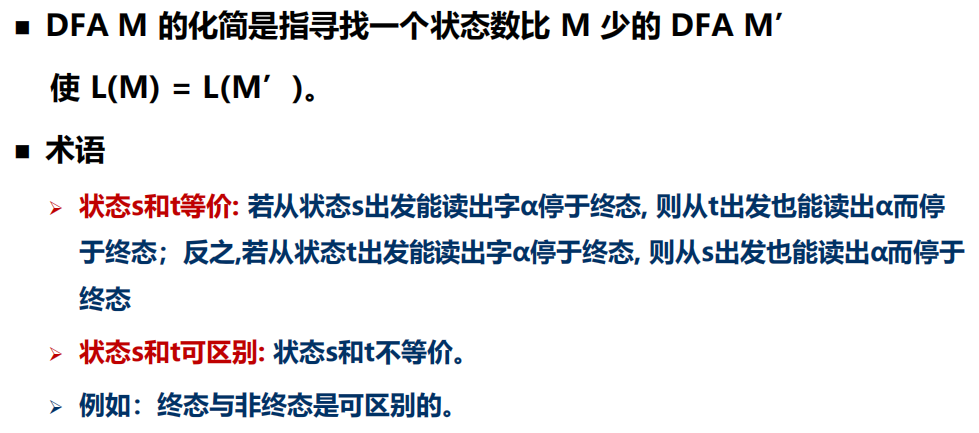 ■ DFA M 的化简是指寻找一个状态数比 M 少的 DFA M′
使 L(M) = L(M′ )。
■ 术语
➢ 状态s和t等价: 若从状态s出发能读出字α停于终态, 则从t出发也能读出α而停
于终态；反之,若从状态t出发能读出字α停于终态, 则从s出发也能读出α而停于
终态
➢ 状态s和t可区别: 状态s和t不等价。
➢ 例如：终态与非终态是可区别的。